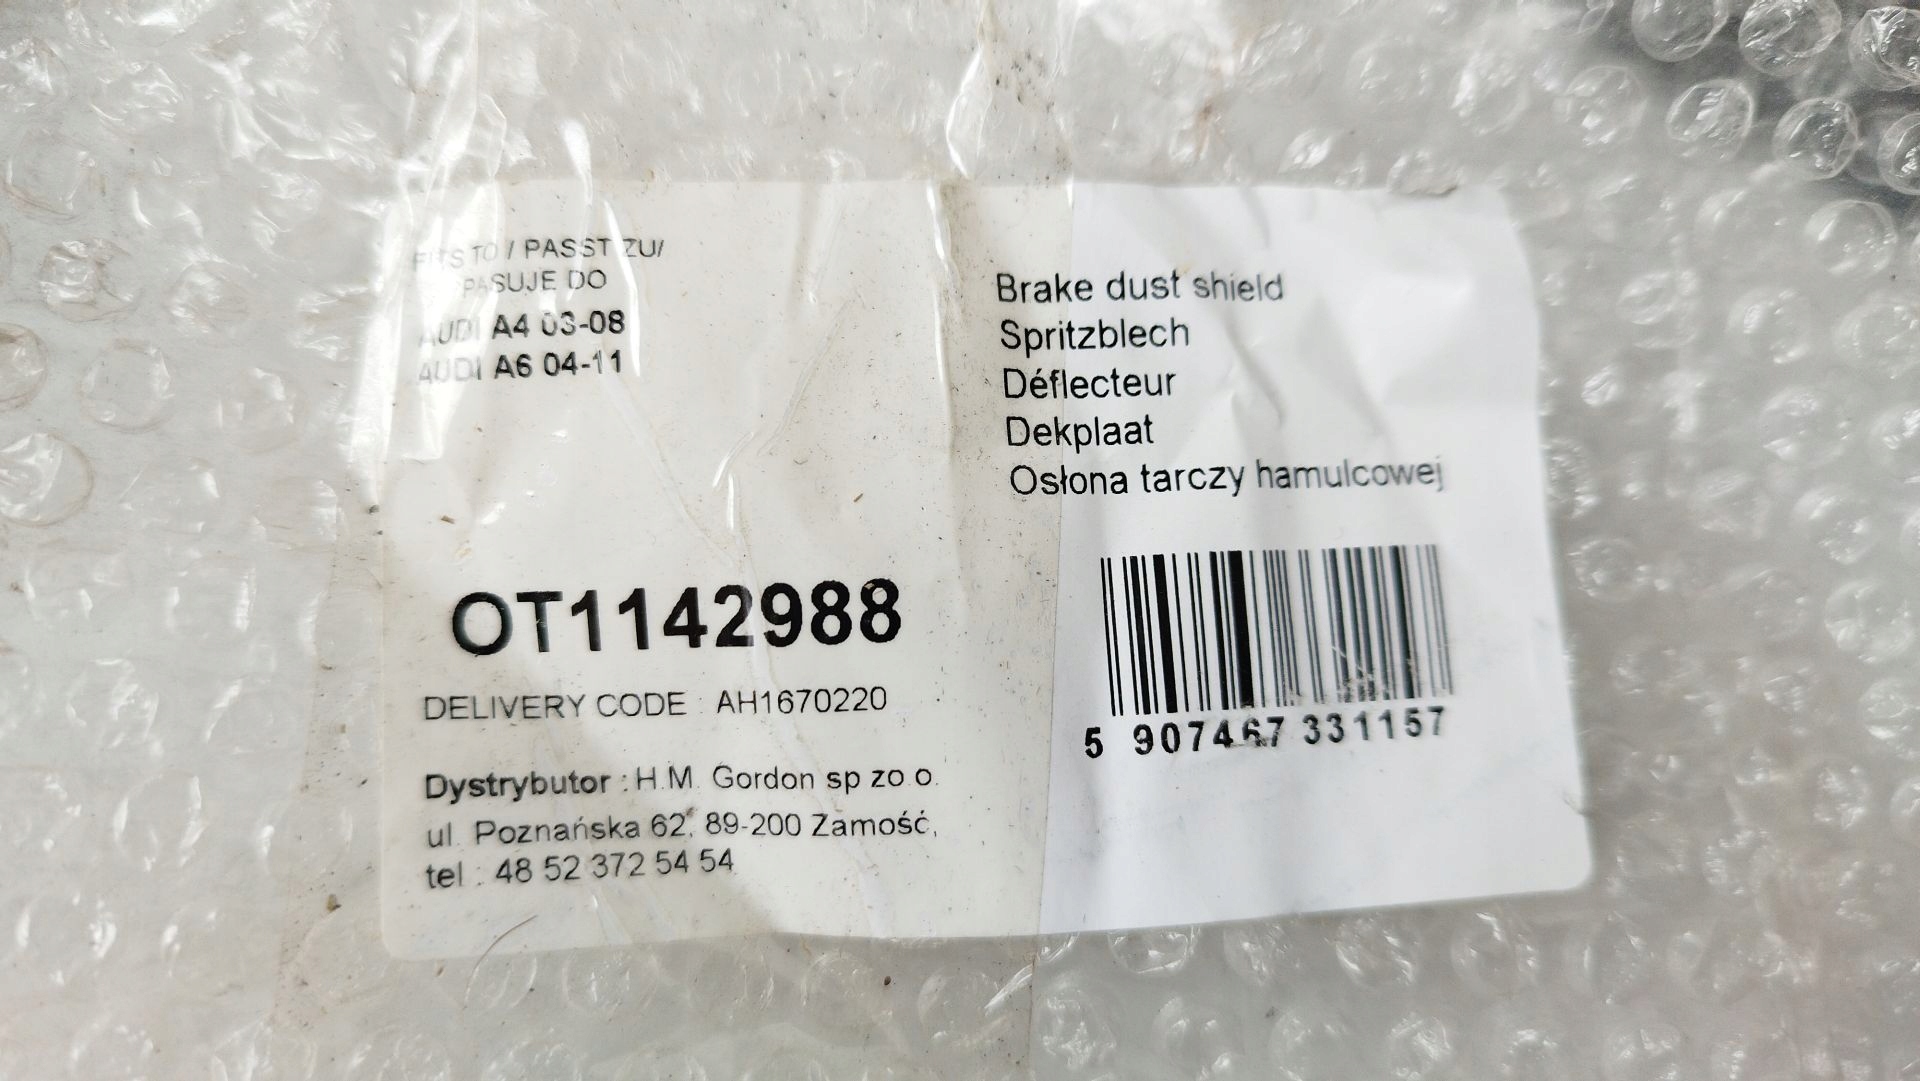 FITS TO / PASST ZU/
PASUJE DO
AUDI A4 03-08
AUDI A6 04-11
OT1142988
DELIVERY CODE : AH1670220
Dystrybutor : H.M. Gordon sp zo.o.
ul. Poznańska 62, 89-200 Zamość,
tel : 48 52 372 54 54
Brake dust shield
Spritzblech
Déflecteur
Dekplaat
Osłona tarczy hamulcowej
5 907467 331157